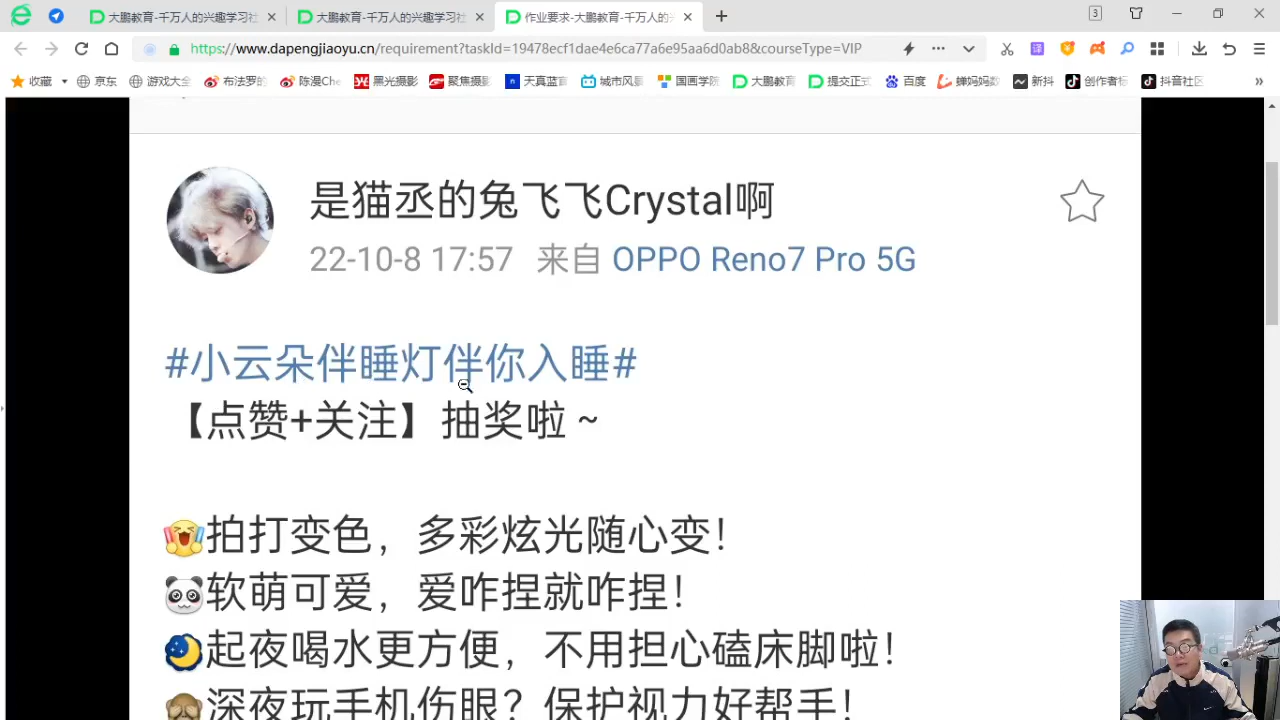 大鹏教育-千万人的兴趣学习社
大鹏教育-千万人的兴趣学习社
作业要求-大鹏教育-千万人的
3
https://www.dapengjiaoyu.cn/requirement?taskId=19478ecf1dae4e6ca77a6e95aa6d0ab8&courseType=VIP
译
收藏
京东
游戏大全
布法罗的
陈漫Che
黑光摄影
聚焦摄影
天真蓝官
城市风景
国画学院
大鹏教育
提交正式
百度
蝉妈妈数
新抖
创作者标
抖音社区
是猫丞的兔飞飞Crystal啊
22-10-8 17:57 来自 OPPO Reno7 Pro 5G
#小云朵伴睡灯伴你入睡#
【点赞+关注】抽奖啦~
拍打变色，多彩炫光随心变！
软萌可爱，爱咋捏就咋捏！
起夜喝水更方便，不用担心磕床脚啦！
深夜玩手机伤眼？保护视力好帮手！